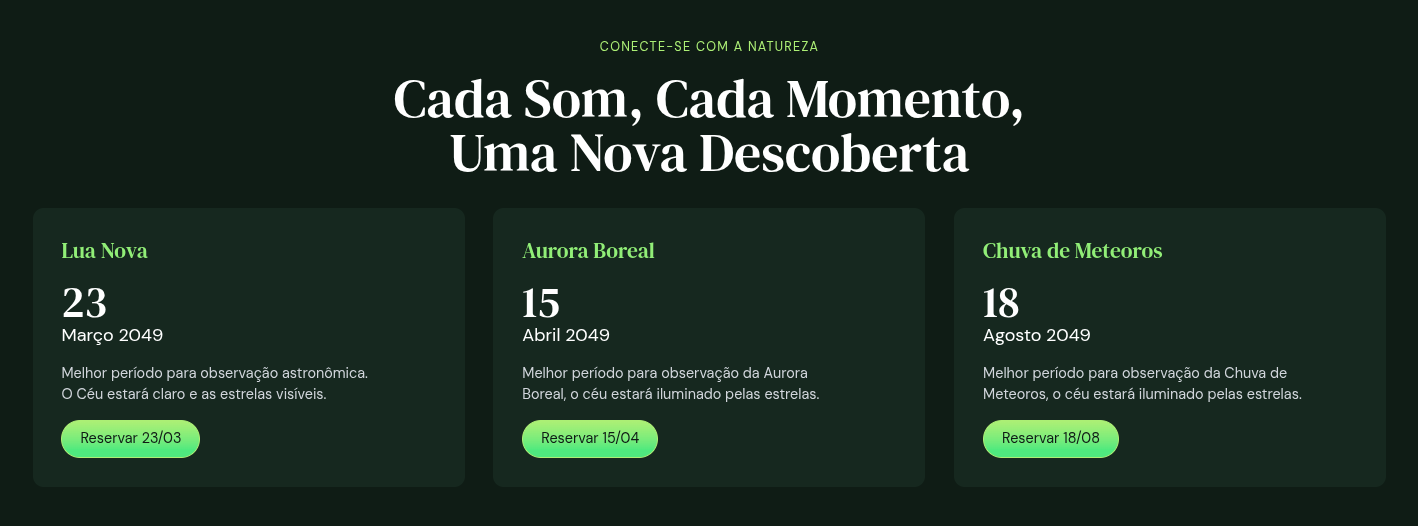 CONECTE-SE COM A NATUREZA
Cada Som, Cada Momento,
Uma Nova Descoberta
Lua Nova
23
Março 2049
Melhor período para observação astronômica.
O Céu estará claro e as estrelas visíveis.
Reservar 23/03
Aurora Boreal
15
Abril 2049
Melhor período para observação da Aurora
Boreal, o céu estará iluminado pelas estrelas.
Reservar 15/04
Chuva de Meteoros
18
Agosto 2049
Melhor período para observação da Chuva de
Meteoros, o céu estará iluminado pelas estrelas.
Reservar 18/08